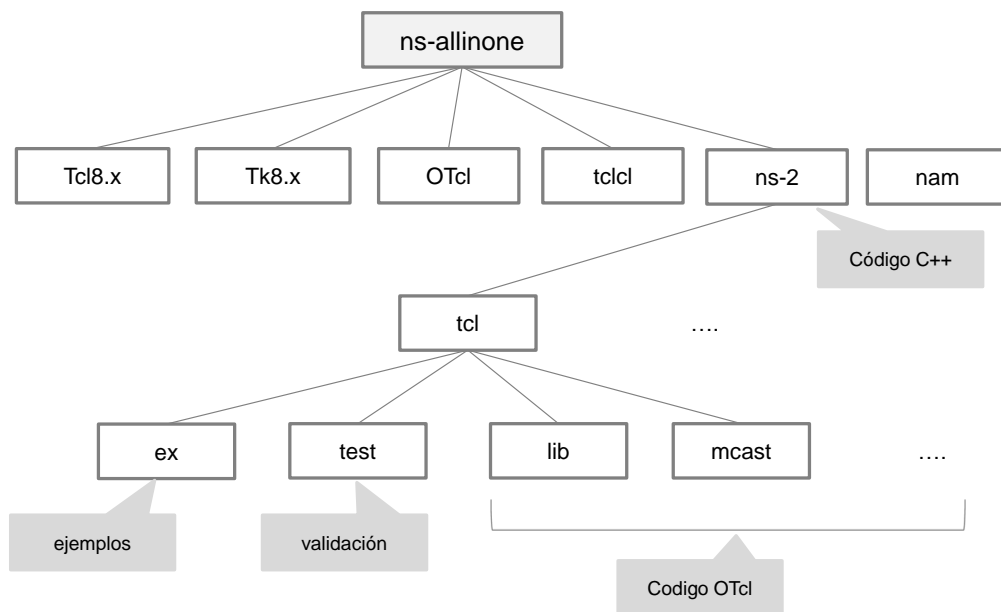 ns-allinone
Tcl8.x
Tk8.x
OTcl
tclcl
ns-2
nam
Código C++
tcl
….
ex
test
lib
mcast
….
ejemplos
validación
Codigo OTcl